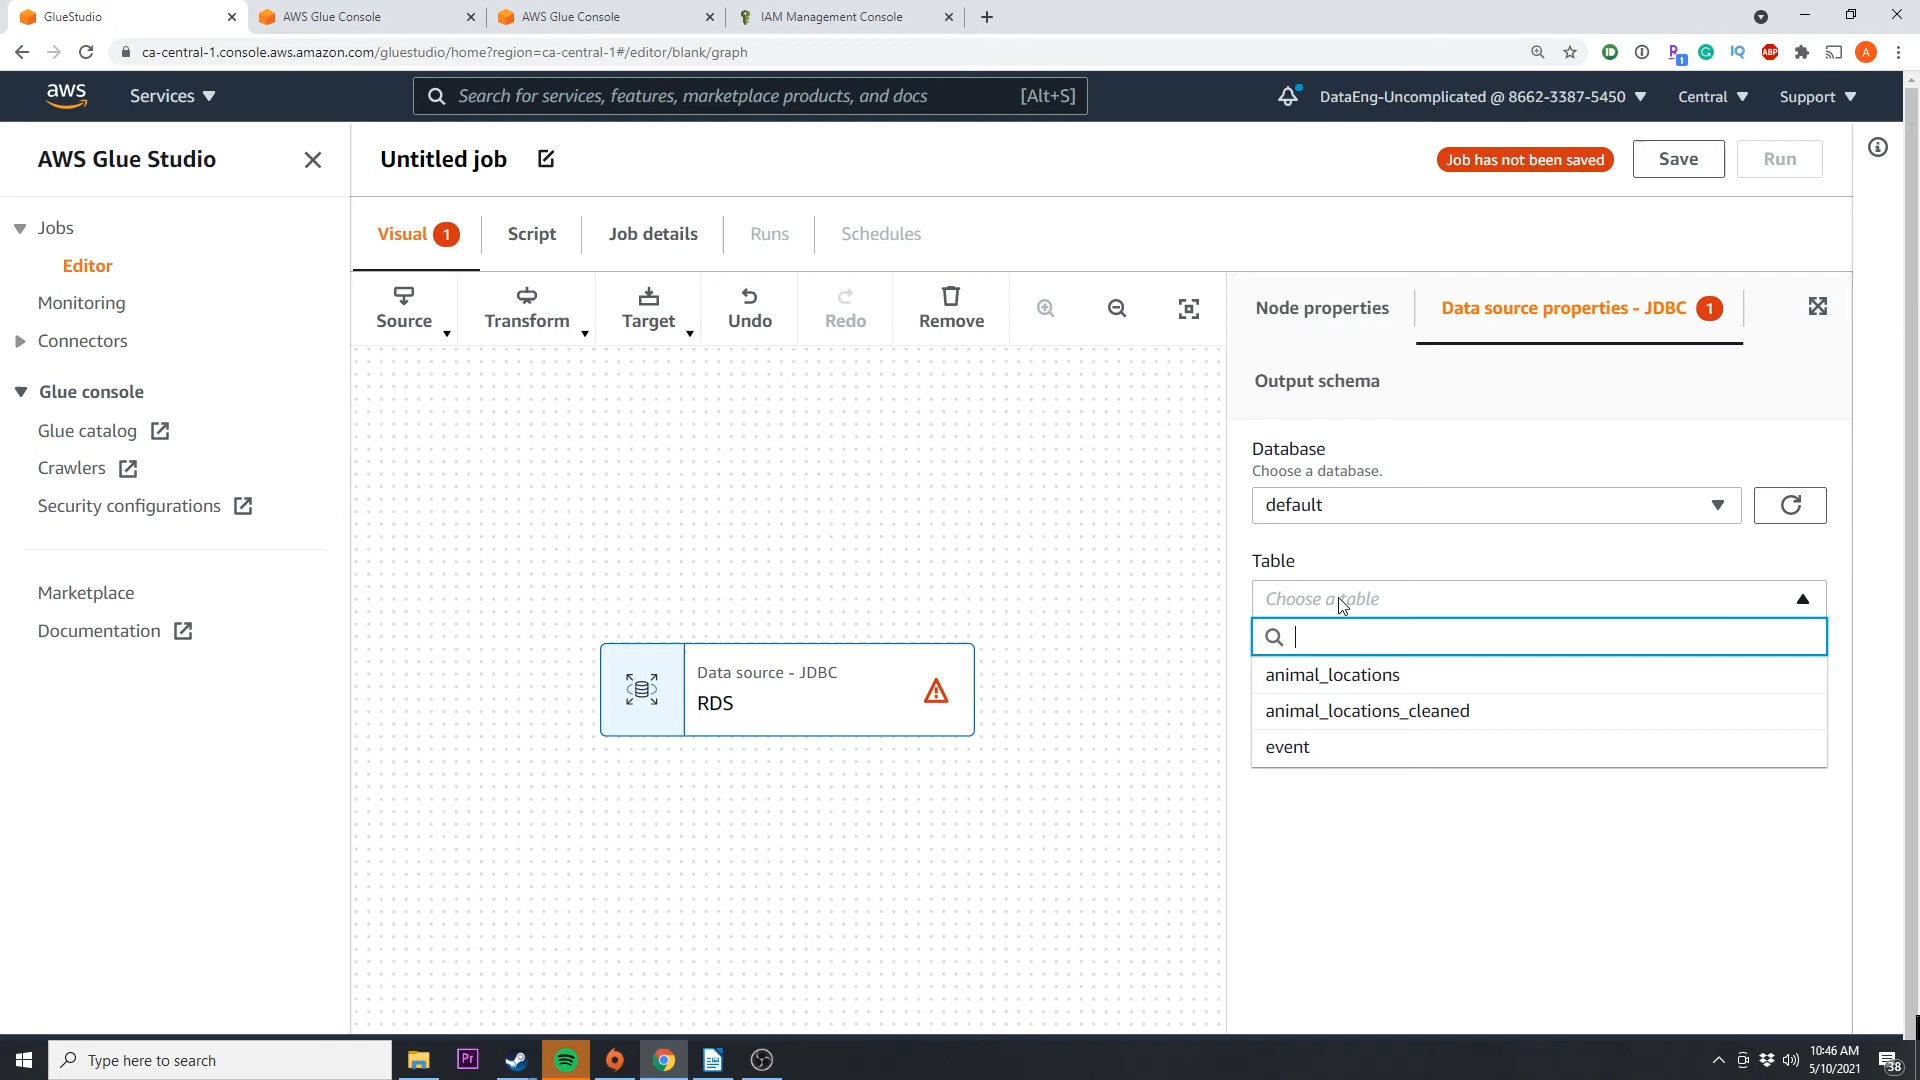 GlueStudio
AWS Glue Console
AWS Glue Console
IAM Management Console
ca-central-1.console.aws.amazon.com/gluestudio/home?region=ca-central-1#/editor/blank/graph
1
ABP
IQ
A
aws
Services
Search for services, features, marketplace products, and docs
[Alt+S]
DataEng-Uncomplicated @ 8662-3387-5450
Central
Support
AWS Glue Studio
Untitled job
Job has not been saved
Save
Run
Jobs
Editor
Monitoring
Connectors
Glue console
Glue catalog
Crawlers
Security configurations
Marketplace
Documentation
Visual 1
Script
Job details
Runs
Schedules
Source
Transform
Target
Undo
Redo
Remove
Node properties
Data source properties - JDBC 1
Output schema
Data source - JDBC
RDS
Database
Choose a database.
default
Table
Choose a table
animal_locations
animal_locations_cleaned
event
Type here to search
Pr
10:46 AM
5/10/2021
38